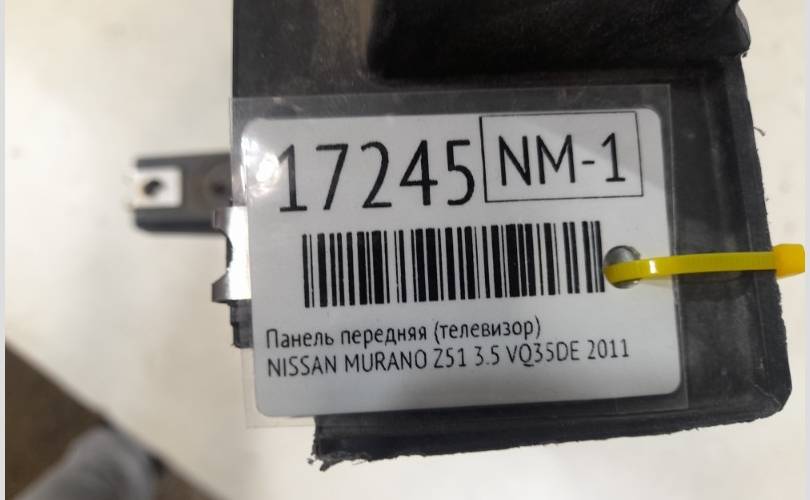 17245 NM-1
Панель передняя (телевизор)
NISSAN MURANO Z51 3.5 VQ35DE 2011